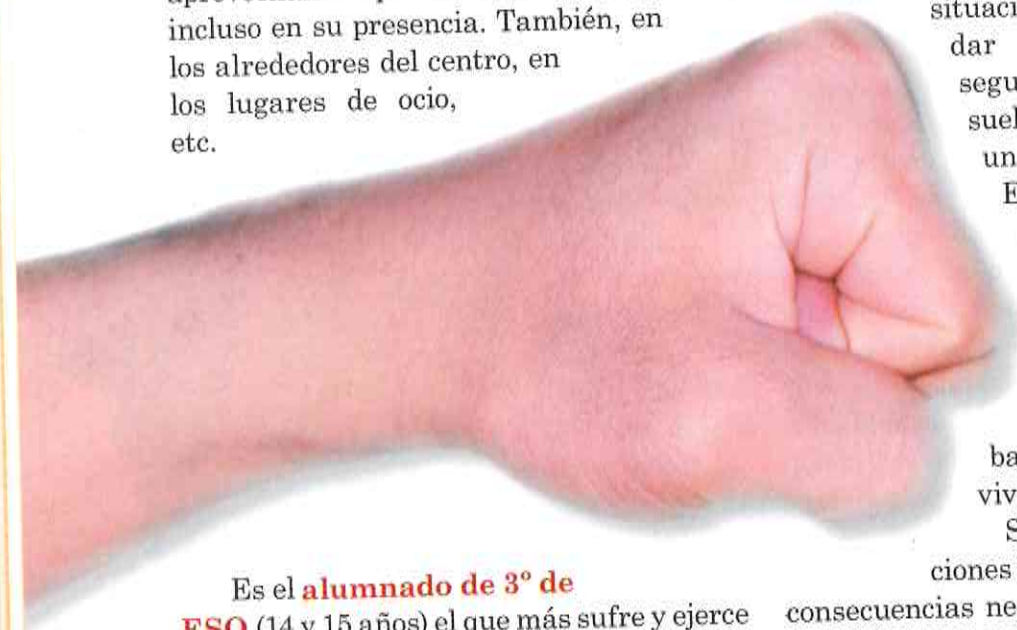 incluso en su presencia. También, en
los alrededores del centro, en
los lugares de ocio,
etc.
Es el alumnado de 3º de
ESO (14 y 15 años) el que más sufre y ejerce
situaci
dar
segu
suel
un
E
ba
viv
S
ciones
consecuencias ne